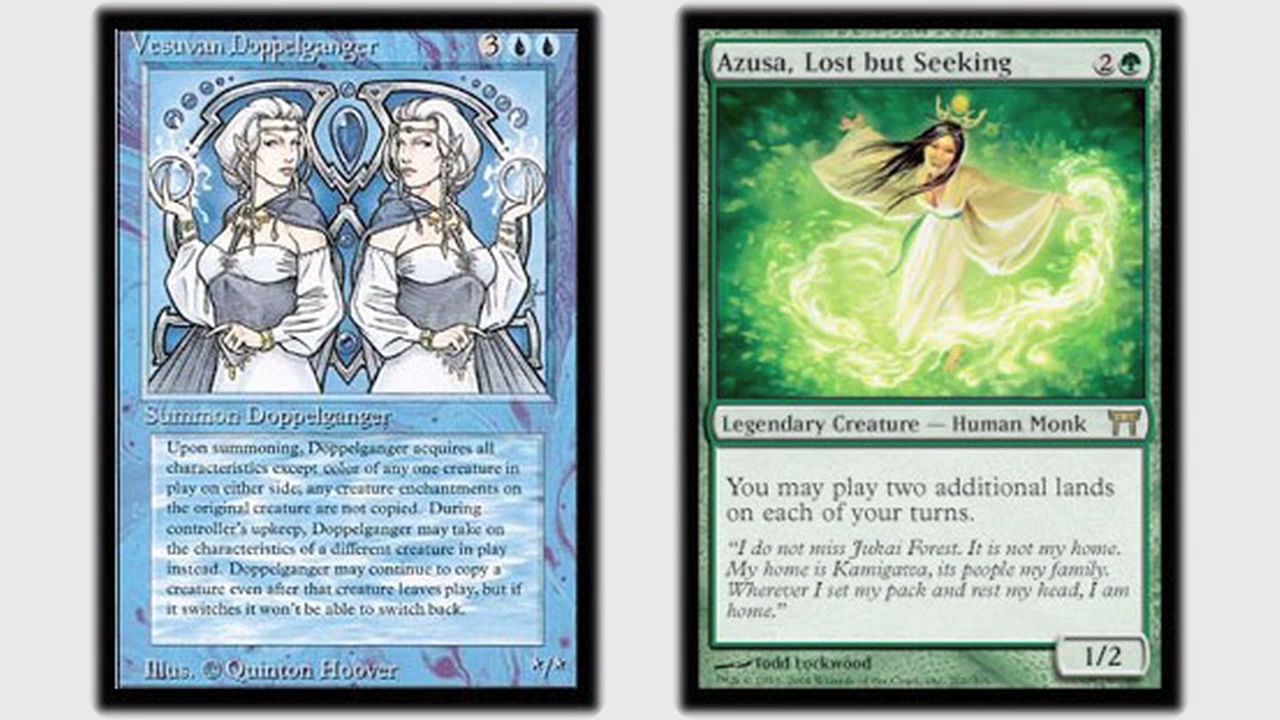 Vesuvan Doppelganger 3
Summon Doppelganger
Upon summoning, Doppelganger acquires all
characteristics except color of any one creature in
play on either side; any creature enchantments on
the original creature are not copied. During
controller's upkeep, Doppelganger may take on
the characteristics of a different creature in play
instead. Doppelganger may continue to copy a
creature even after that creature leaves play, but if
it switches it won't be able to switch back.
Illus. © Quinton Hoover */*
Azusa, Lost but Seeking 2
Legendary Creature — Human Monk
You may play two additional lands
on each of your turns.
"I do not miss Jukai Forest. It is not my home.
My home is Kamigawa, its people my family.
Wherever I set my pack and rest my head, I am
home."
1/2
Todd Lockwood